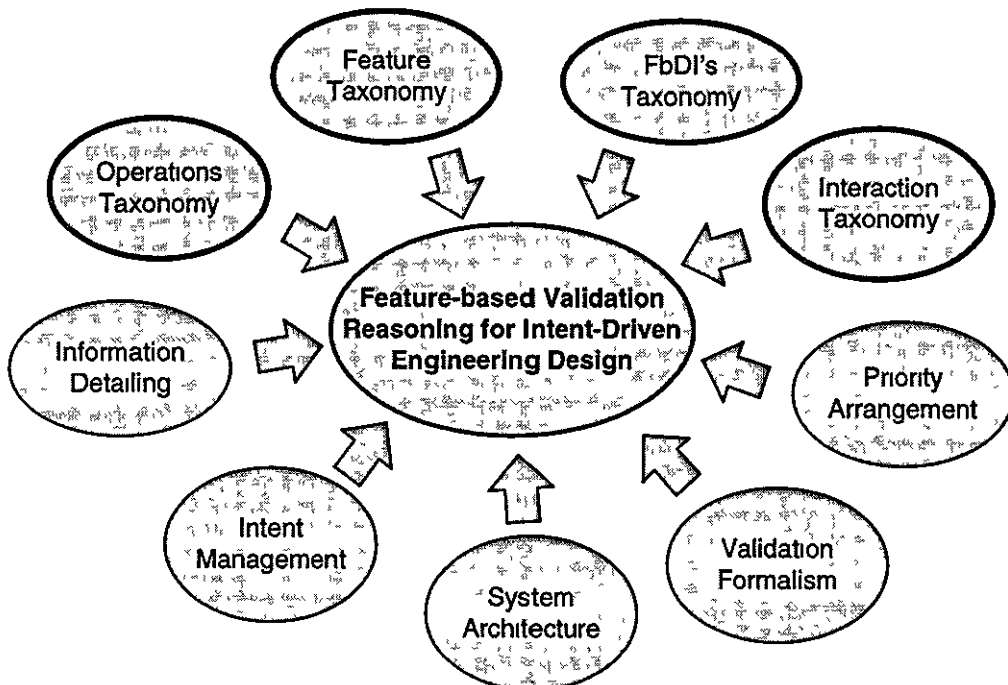 Feature
Taxonomy
FbDI's
Taxonomy
Operations
Taxonomy
Interaction
Taxonomy
Feature-based Validation
Reasoning for Intent-Driven
Engineering Design
Information
Detailing
Priority
Arrangement
Intent
Management
Validation
Formalism
System
Architecture